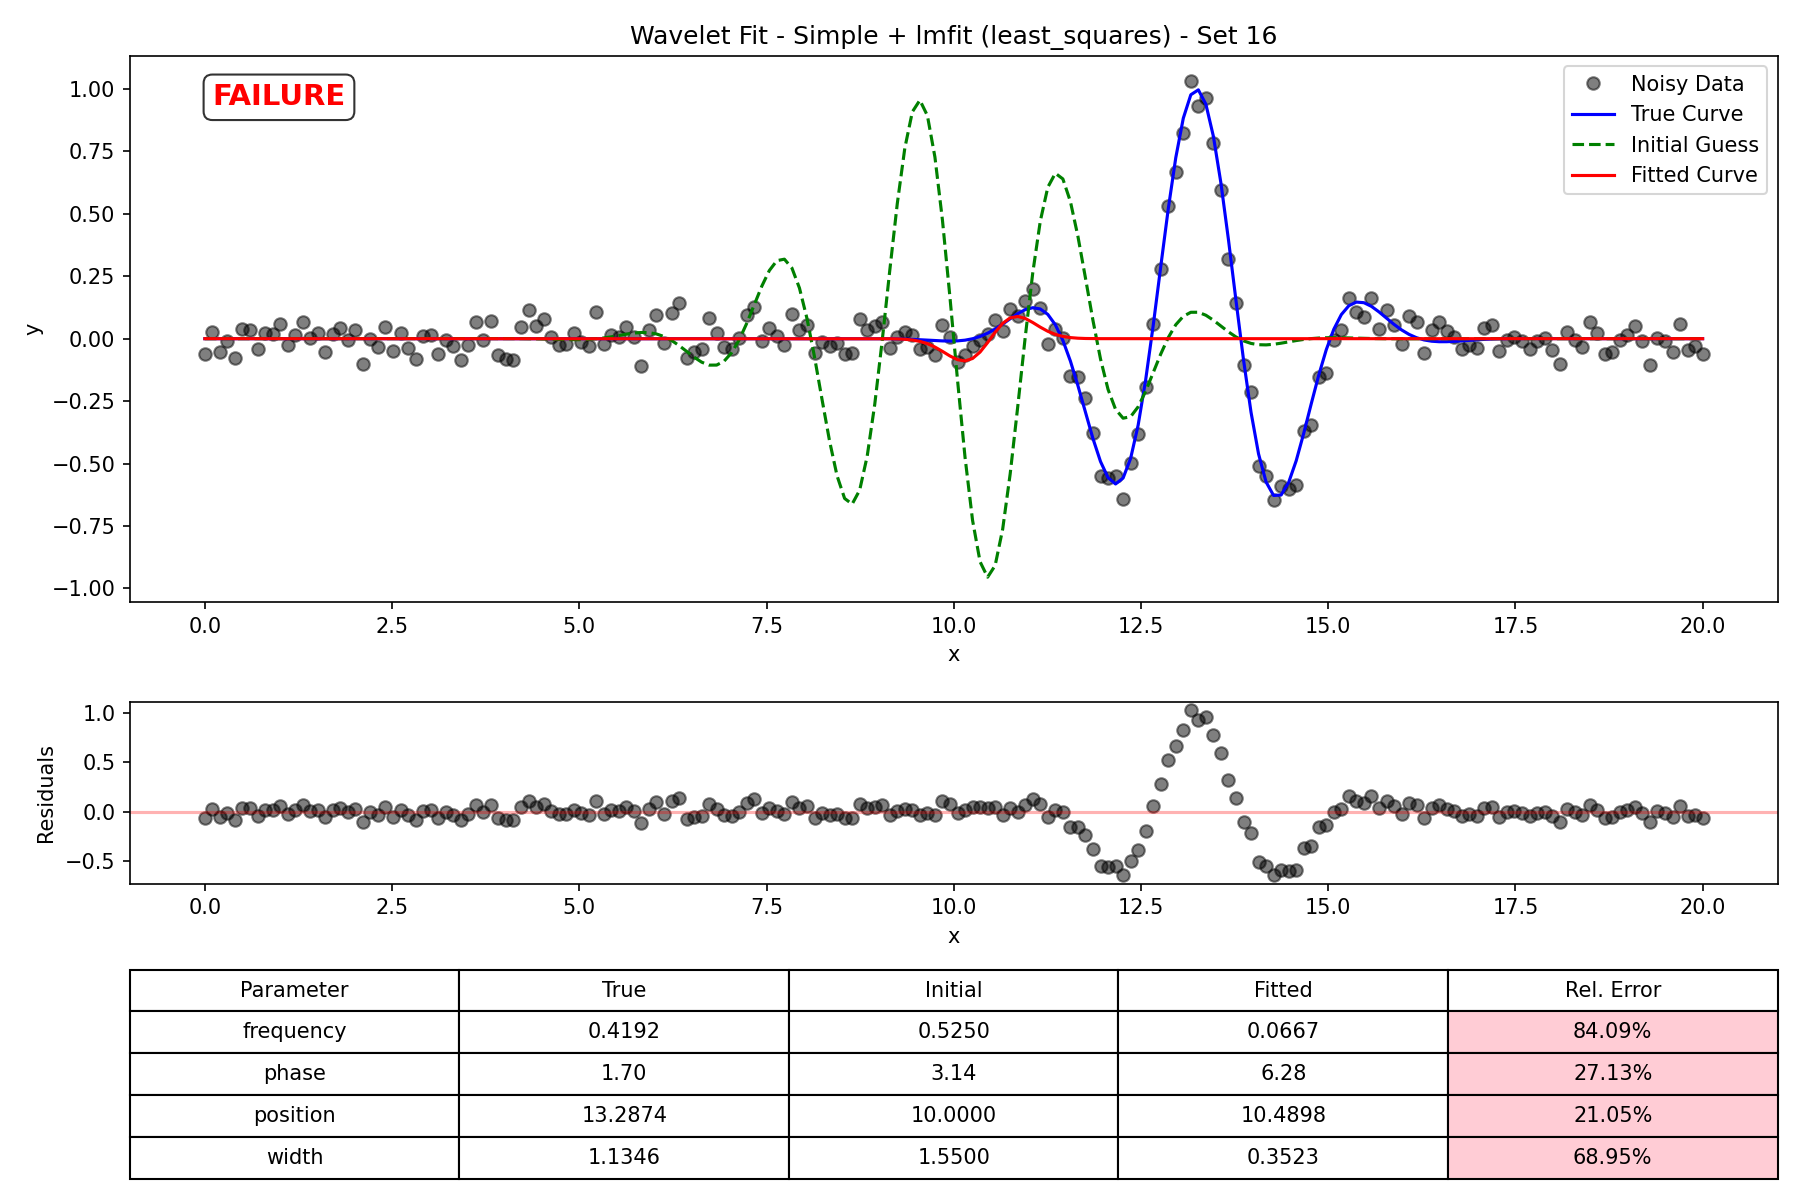 Wavelet Fit - Simple + lmfit (least_squares) - Set 16
FAILURE
Noisy Data
True Curve
Initial Guess
Fitted Curve
1.00
0.75
0.50
0.25
0.00
−0.25
−0.50
−0.75
−1.00
y
0.0 2.5 5.0 7.5 10.0 12.5 15.0 17.5 20.0
x
1.0
0.5
0.0
−0.5
Residuals
0.0 2.5 5.0 7.5 10.0 12.5 15.0 17.5 20.0
x
Parameter True Initial Fitted Rel. Error
frequency 0.4192 0.5250 0.0667 84.09%
phase 1.70 3.14 6.28 27.13%
position 13.2874 10.0000 10.4898 21.05%
width 1.1346 1.5500 0.3523 68.95%